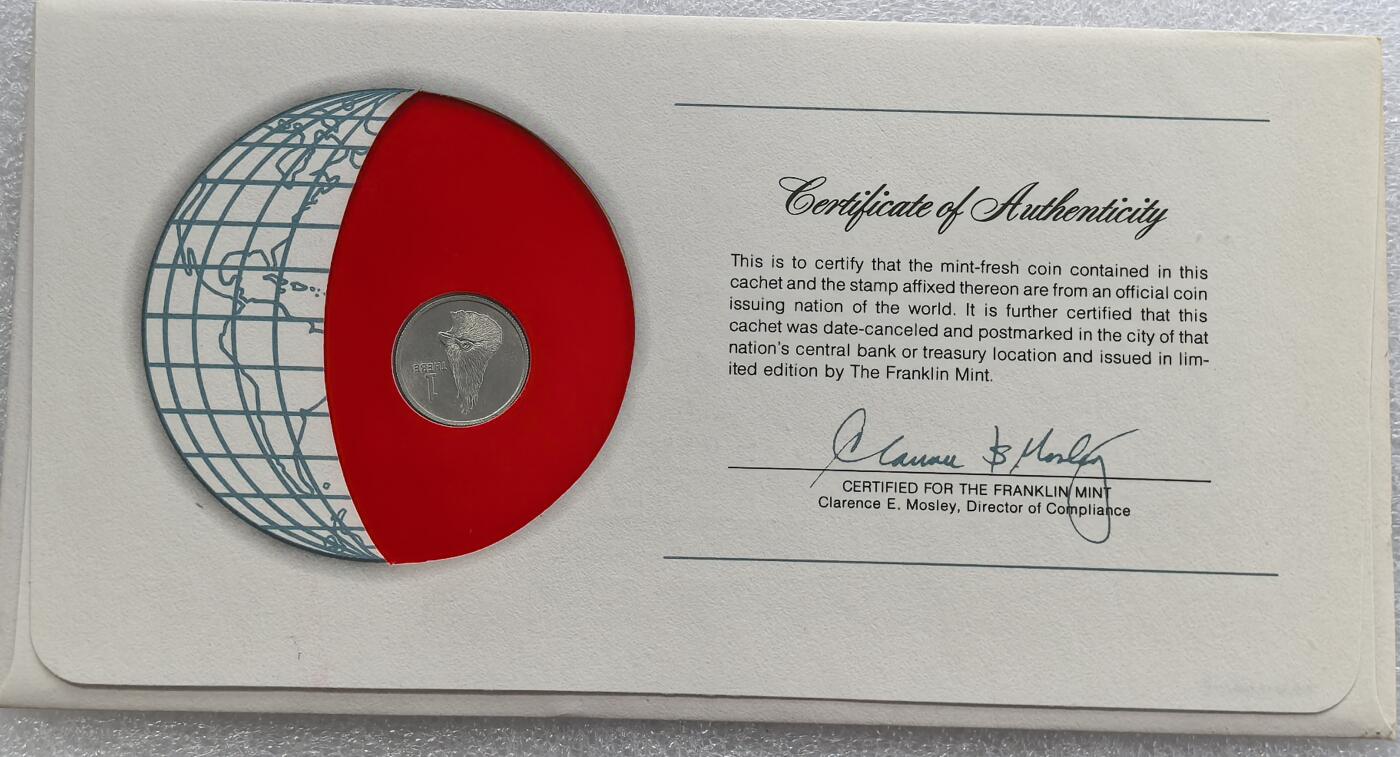 Certificate of Authenticity
This is to certify that the mint-fresh coin contained in this
cachet and the stamp affixed thereon are from an official coin
issuing nation of the world. It is further certified that this
cachet was date-canceled and postmarked in the city of that
nation's central bank or treasury location and issued in lim-
ited edition by The Franklin Mint.
CERTIFIED FOR THE FRANKLIN MINT
Clarence E. Mosley, Director of Compliance
1
THEBE